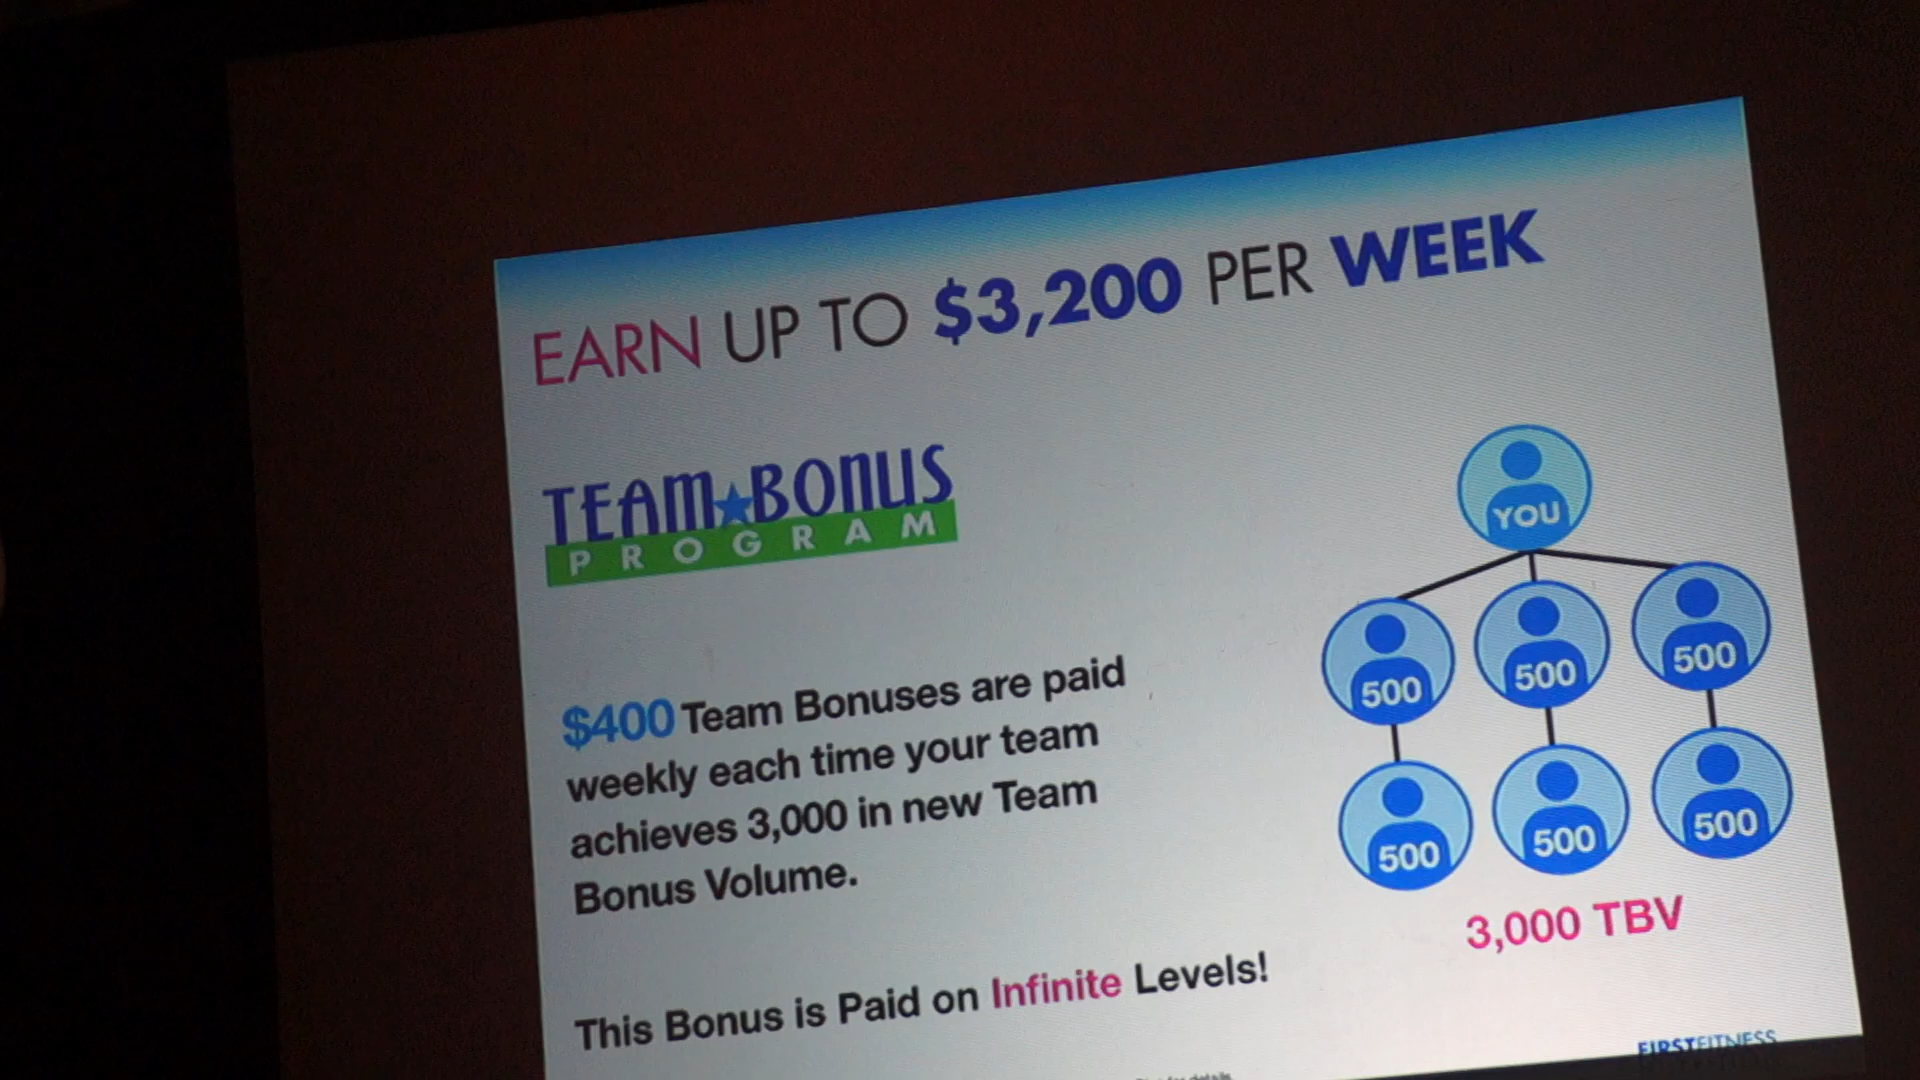 EARN UP TO $3,200 PER WEEK
TEAM BONUS
PROGRAM
$400 Team Bonuses are paid
weekly each time your team
achieves 3,000 in new Team
Bonus Volume.
This Bonus is Paid on Infinite Levels!
YOU
500 500 500
500 500 500
3,000 TBV
FIRSTFITNESS